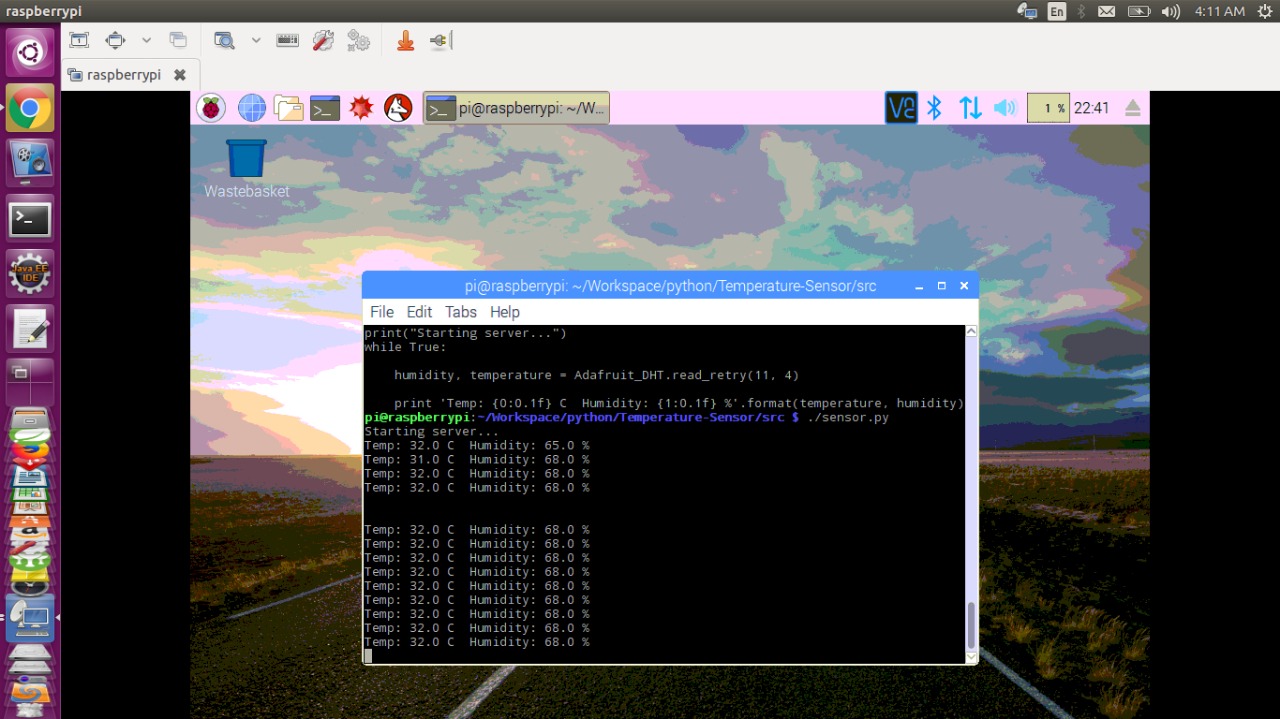 raspberrypi
En
4:11 AM
raspberrypi
pi@raspberrypi: ~/W...
1 %
22:41
Wastebasket
Java EE
IDE
pi@raspberrypi: ~/Workspace/python/Temperature-Sensor/src
File Edit Tabs Help
print("Starting server...")
while True:
humidity, temperature = Adafruit_DHT.read_retry(11, 4)
print 'Temp: {0:0.1f} C  Humidity: {1:0.1f} %'.format(temperature, humidity)
pi@raspberrypi:~/Workspace/python/Temperature-Sensor/src $ ./sensor.py
Starting server...
Temp: 32.0 C  Humidity: 65.0 %
Temp: 31.0 C  Humidity: 68.0 %
Temp: 32.0 C  Humidity: 68.0 %
Temp: 32.0 C  Humidity: 68.0 %
Temp: 32.0 C  Humidity: 68.0 %
Temp: 32.0 C  Humidity: 68.0 %
Temp: 32.0 C  Humidity: 68.0 %
Temp: 32.0 C  Humidity: 68.0 %
Temp: 32.0 C  Humidity: 68.0 %
Temp: 32.0 C  Humidity: 68.0 %
Temp: 32.0 C  Humidity: 68.0 %
Temp: 32.0 C  Humidity: 68.0 %
Temp: 32.0 C  Humidity: 68.0 %